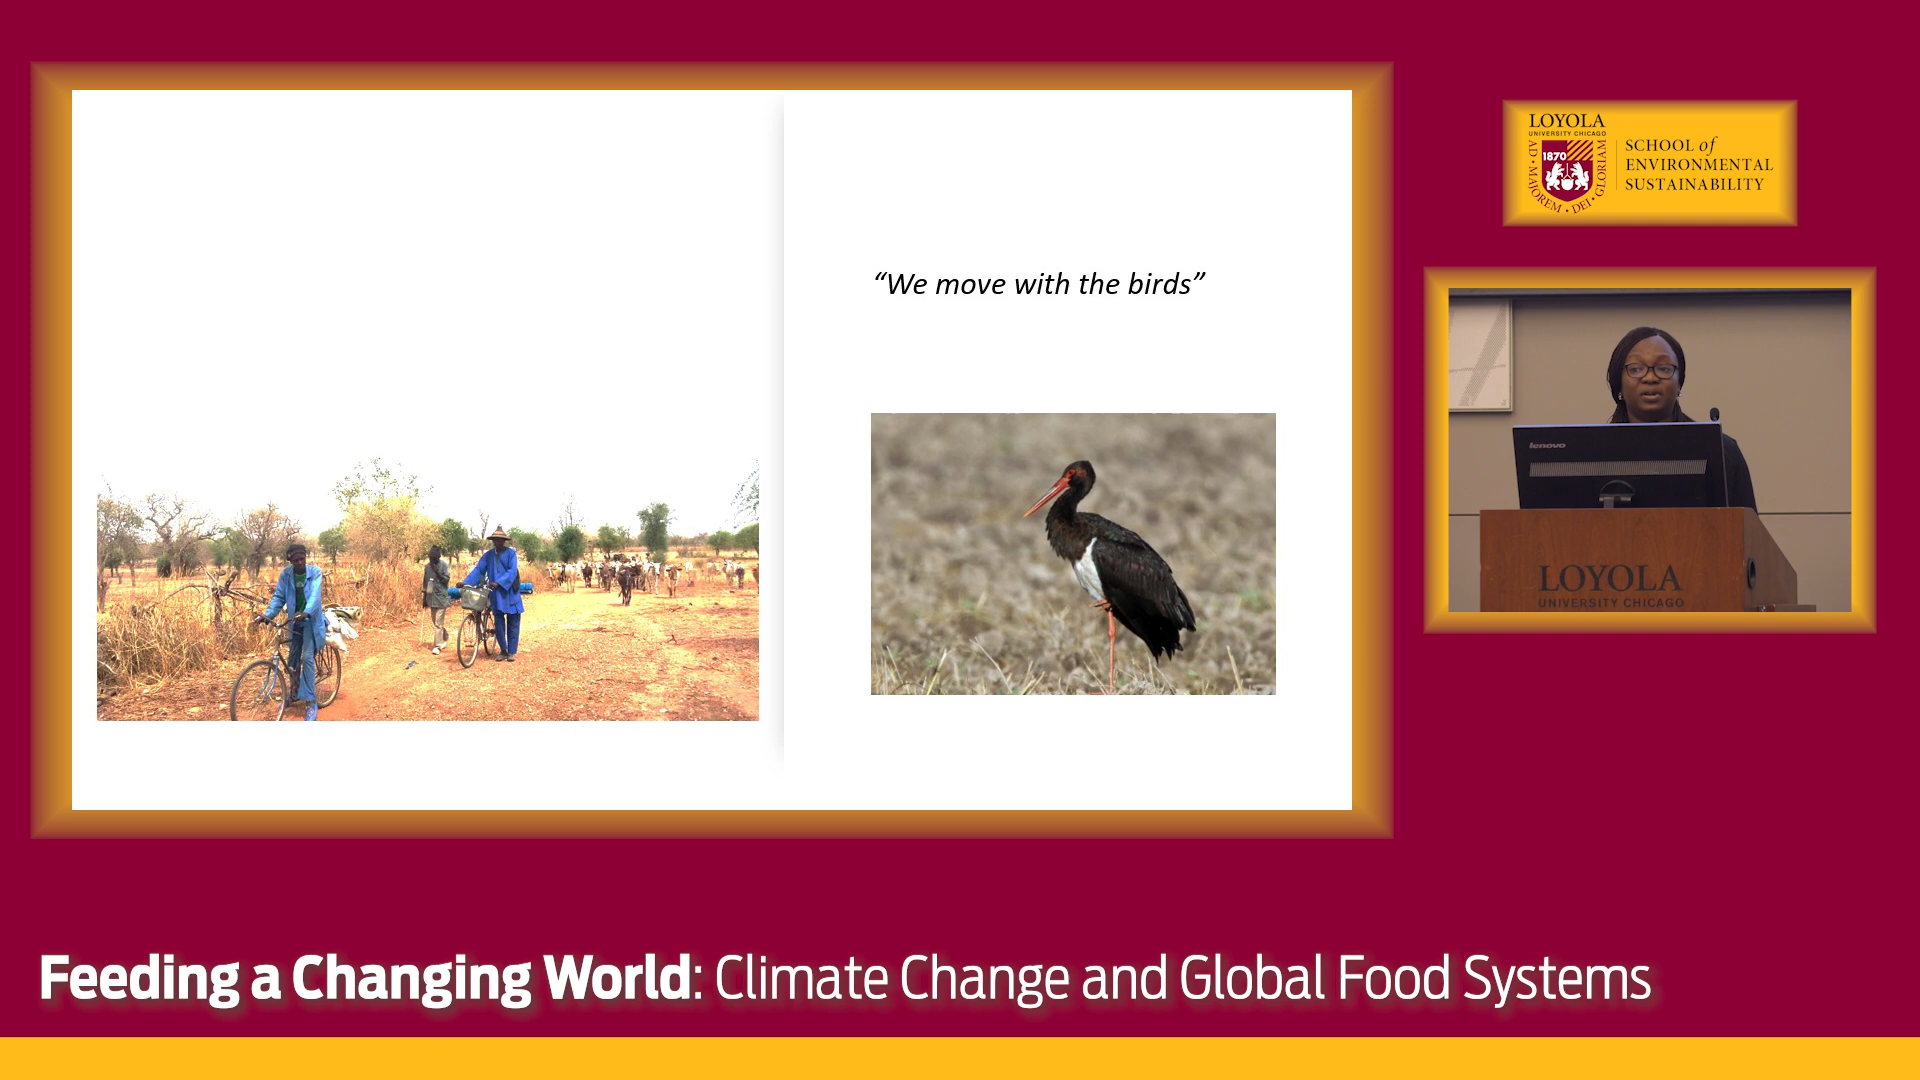 “We move with the birds”
LOYOLA
UNIVERSITY CHICAGO
1870
AD • MAJOREM • DEI • GLORIAM
SCHOOL of
ENVIRONMENTAL
SUSTAINABILITY
lenovo
LOYOLA
UNIVERSITY CHICAGO
Feeding a Changing World: Climate Change and Global Food Systems